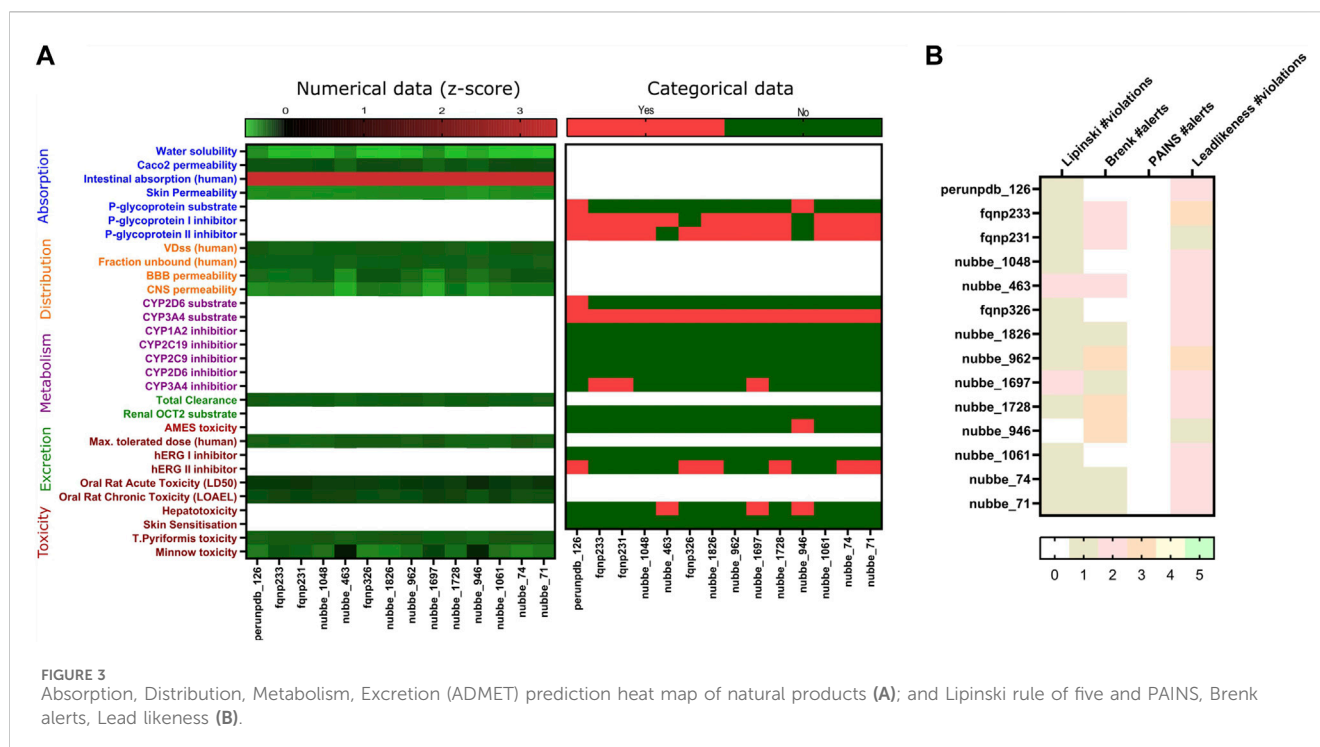 A
B
Numerical data (z-score)
Categorical data
0 1 2 3
Yes No
Lipinski #violations
Brenk #alerts
PAINS #alerts
Leadlikeness #violations
Absorption
Distribution
Metabolism
Excretion
Toxicity
Water solubility
Caco2 permeability
Intestinal absorption (human)
Skin Permeability
P-glycoprotein substrate
P-glycoprotein I inhibitor
P-glycoprotein II inhibitor
VDss (human)
Fraction unbound (human)
BBB permeability
CNS permeability
CYP2D6 substrate
CYP3A4 substrate
CYP1A2 inhibitior
CYP2C19 inhibitior
CYP2C9 inhibitior
CYP2D6 inhibitior
CYP3A4 inhibitior
Total Clearance
Renal OCT2 substrate
AMES toxicity
Max. tolerated dose (human)
hERG I inhibitor
hERG II inhibitor
Oral Rat Acute Toxicity (LD50)
Oral Rat Chronic Toxicity (LOAEL)
Hepatotoxicity
Skin Sensitisation
T.Pyriformis toxicity
Minnow toxicity
perunpdb_126
fqnp233
fqnp231
nubbe_1048
nubbe_463
fqnp326
nubbe_1826
nubbe_962
nubbe_1697
nubbe_1728
nubbe_946
nubbe_1061
nubbe_74
nubbe_71
perunpdb_126
fqnp233
fqnp231
nubbe_1048
nubbe_463
fqnp326
nubbe_1826
nubbe_962
nubbe_1697
nubbe_1728
nubbe_946
nubbe_1061
nubbe_74
nubbe_71
perunpdb_126
fqnp233
fqnp231
nubbe_1048
nubbe_463
fqnp326
nubbe_1826
nubbe_962
nubbe_1697
nubbe_1728
nubbe_946
nubbe_1061
nubbe_74
nubbe_71
0 1 2 3 4 5
FIGURE 3
Absorption, Distribution, Metabolism, Excretion (ADMET) prediction heat map of natural products (A); and Lipinski rule of five and PAINS, Brenk
alerts, Lead likeness (B).